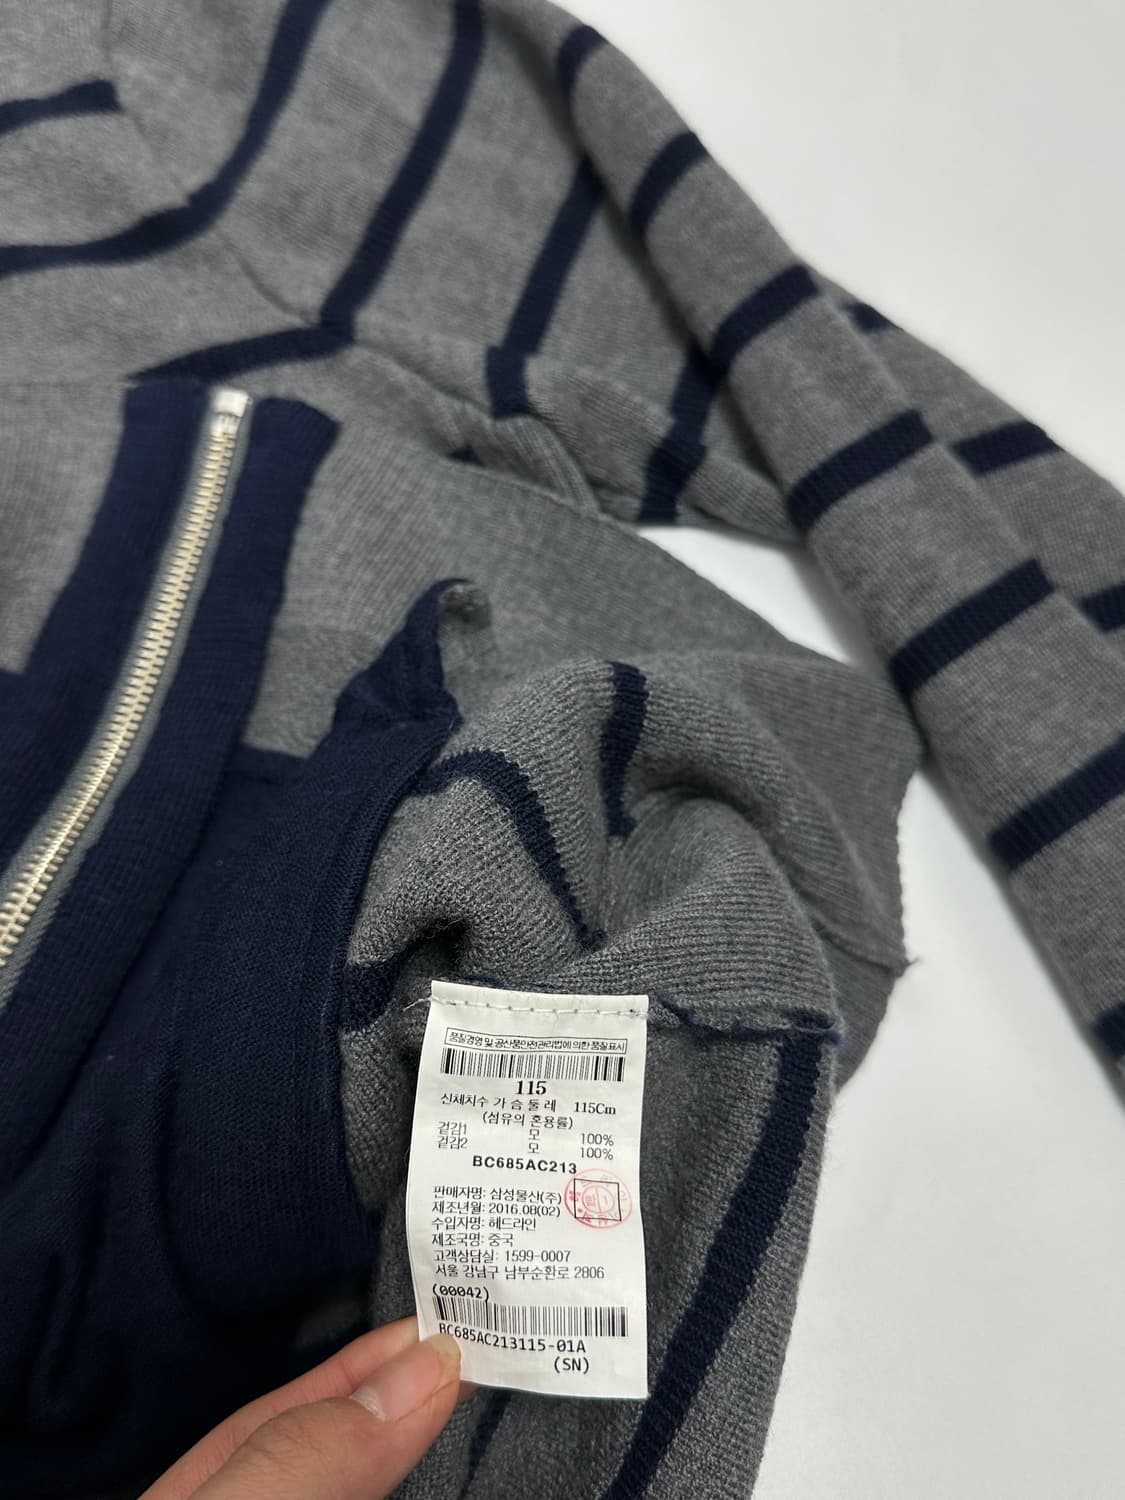 품질경영 및 공산품안전관리법에 의한 품질표시
115
신체치수 가 슴 둘 레 115Cm
(섬유의 혼용률)
겉감1 모 100%
겉감2 모 100%
BC685AC213
판매자명: 삼성물산(주)
제조년월: 2016.08(02)
수입자명: 헤드라인
제조국명: 중국
고객상담실: 1599-0007
서울 강남구 남부순환로 2806
(00042)
BC685AC213115-01A
(SN)